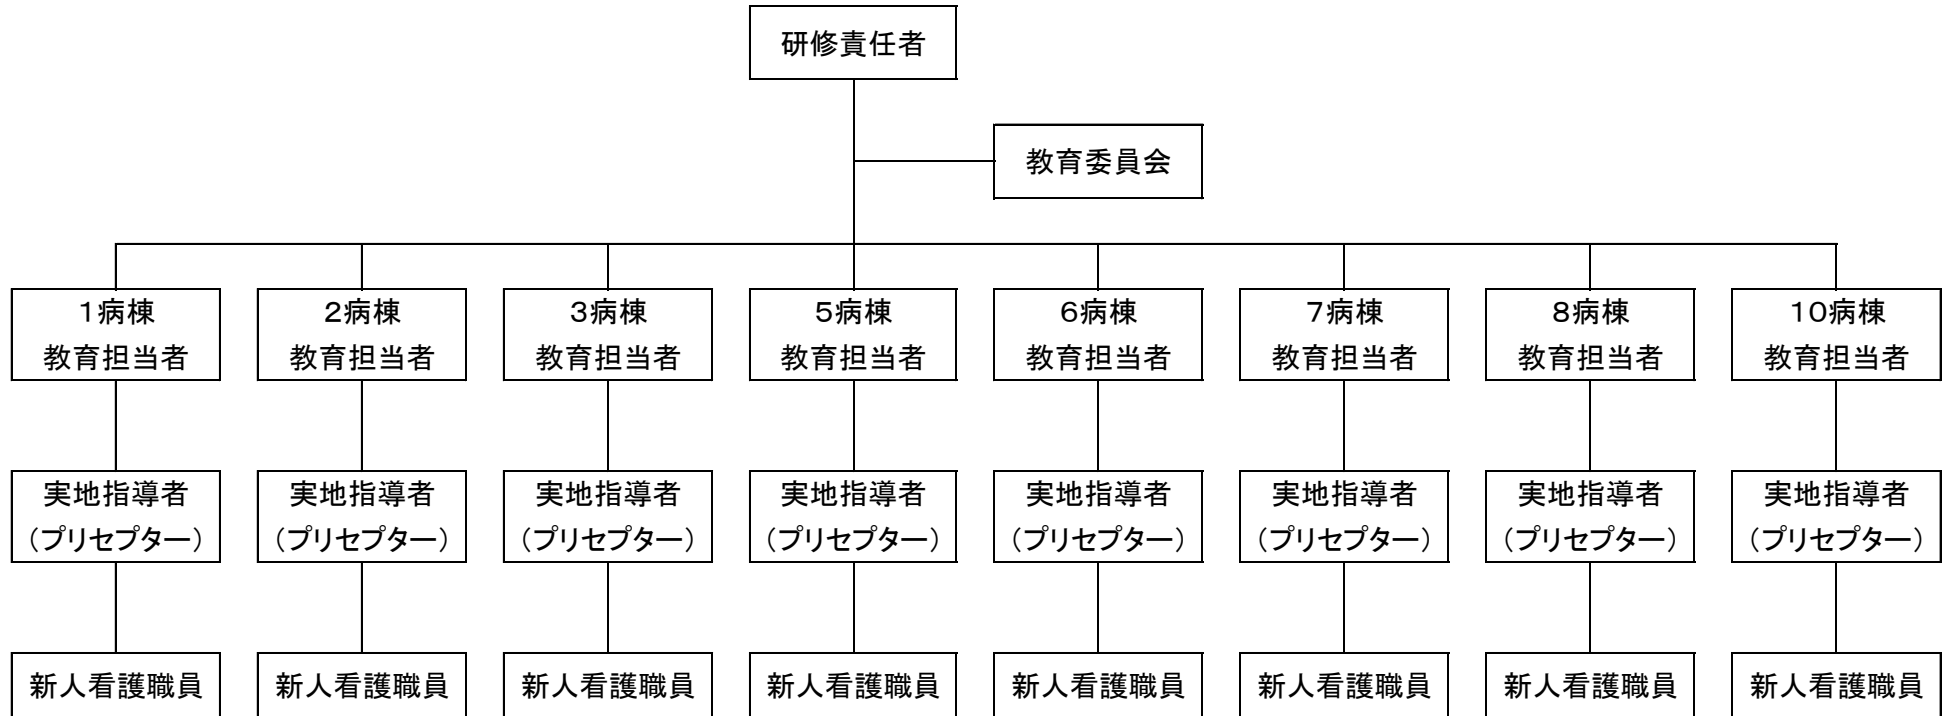 研修責任者
教育委員会
1病棟
教育担当者
2病棟
教育担当者
3病棟
教育担当者
5病棟
教育担当者
6病棟
教育担当者
7病棟
教育担当者
8病棟
教育担当者
10病棟
教育担当者
実地指導者
（プリセプター）
実地指導者
（プリセプター）
実地指導者
（プリセプター）
実地指導者
（プリセプター）
実地指導者
（プリセプター）
実地指導者
（プリセプター）
実地指導者
（プリセプター）
実地指導者
（プリセプター）
新人看護職員
新人看護職員
新人看護職員
新人看護職員
新人看護職員
新人看護職員
新人看護職員
新人看護職員